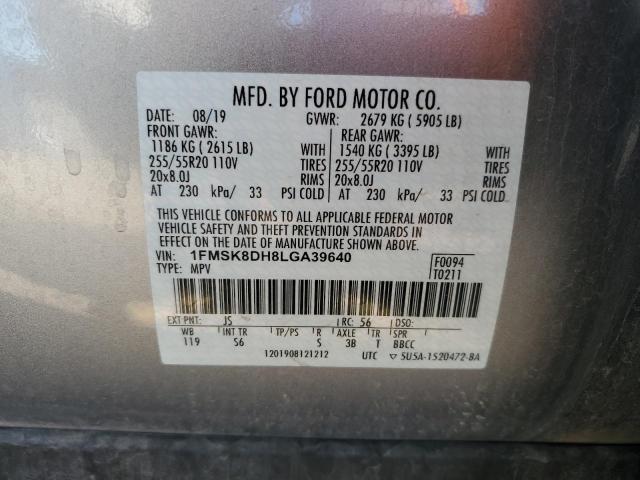 MFD. BY FORD MOTOR CO.
DATE: 08/19 GVWR: 2679 KG ( 5905 LB)
FRONT GAWR: REAR GAWR:
1186 KG ( 2615 LB) WITH 1540 KG ( 3395 LB) WITH
255/55R20 110V TIRES 255/55R20 110V TIRES
20x8.0J RIMS 20x8.0J RIMS
AT 230 kPa/ 33 PSI COLD AT 230 kPa/ 33 PSI COLD
THIS VEHICLE CONFORMS TO ALL APPLICABLE FEDERAL MOTOR
VEHICLE SAFETY AND THEFT PREVENTION STANDARDS IN
EFFECT ON THE DATE OF MANUFACTURE SHOWN ABOVE.
VIN: 1FMSK8DH8LGA39640 F0094
TYPE: MPV T0211
EXT PNT: JS RC: 56 DSO:
WB INT TR TP/PS R AXLE TR SPR
119 S6 S 3B T BBCC
1201908121212 UTC ▽ 5U5A-1520472-BA